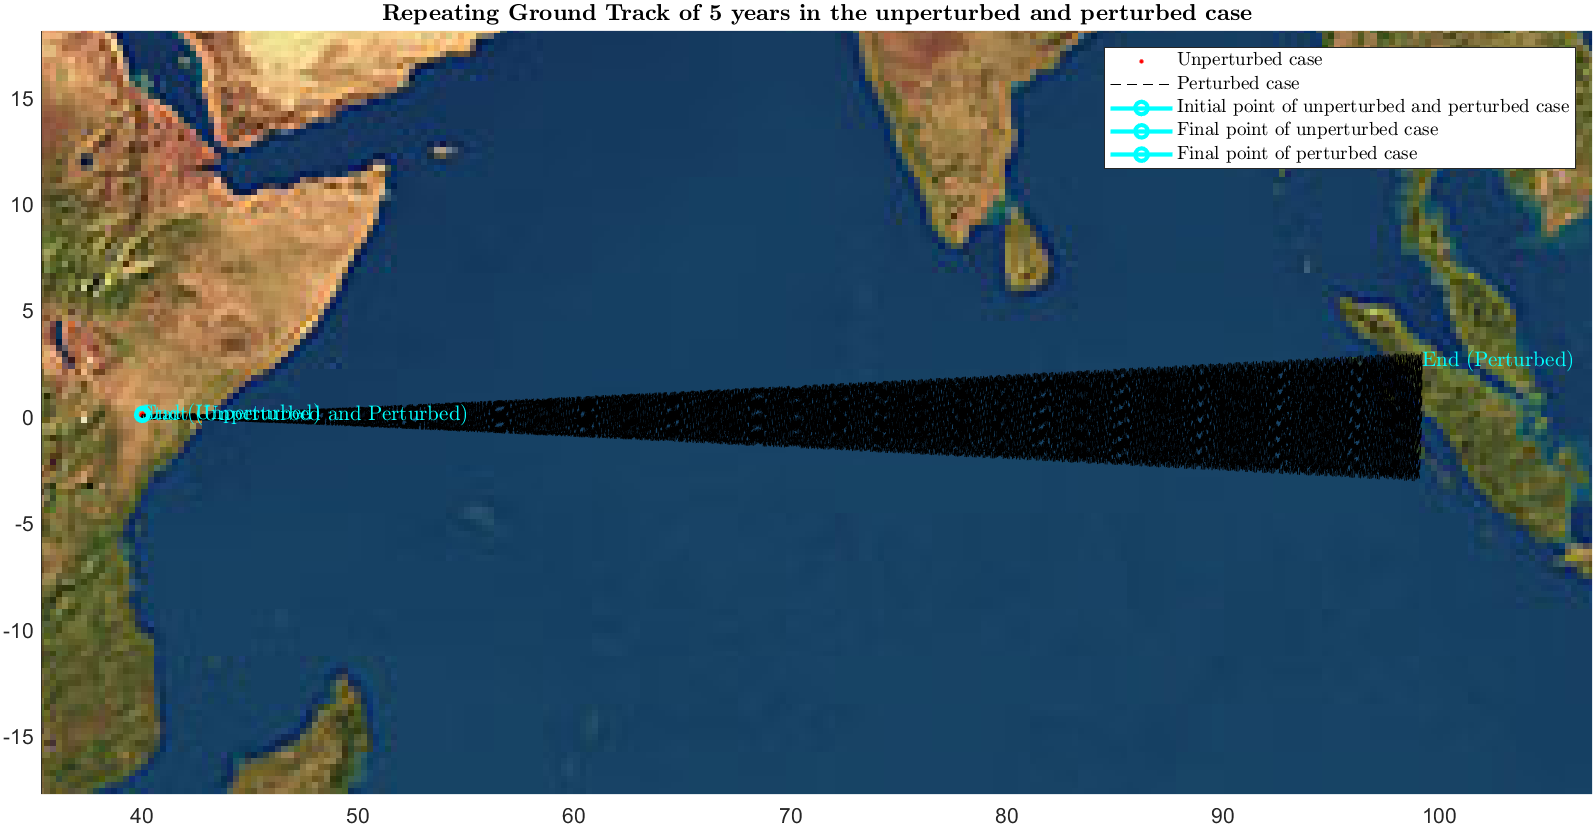 Repeating Ground Track of 5 years in the unperturbed and perturbed case
Unperturbed case
Perturbed case
Initial point of unperturbed and perturbed case
Final point of unperturbed case
Final point of perturbed case
15
10
5
0
-5
-10
-15
End (Perturbed)
and Perturbed)
40
50
60
70
80
90
100